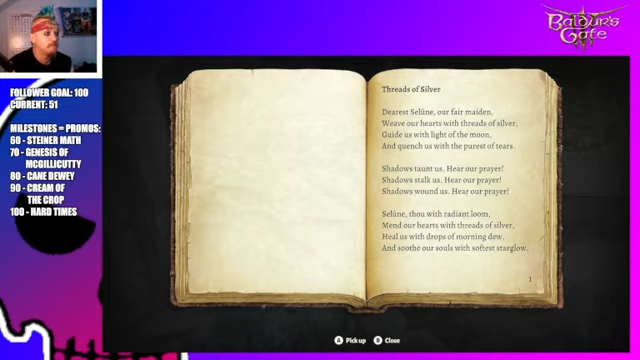 BALDUR'S
GATE
FOLLOWER GOAL: 100
CURRENT: 51
MILESTONES = PROMOS:
60 - STEINER MATH
70 - GENESIS OF
MCGILLICUTTY
80 - CANE DEWEY
90 - CREAM OF
THE CROP
100 - HARD TIMES
Threads of Silver
Dearest Selûne, our fair maiden,
Weave our hearts with threads of silver,
Guide us with light of the moon,
And quench us with the purest of tears.
Shadows taunt us. Hear our prayer!
Shadows stalk us. Hear our prayer!
Shadows wound us. Hear our prayer!
Selûne, thou with radiant loom,
Mend our hearts with threads of silver,
Heal us with drops of morning dew,
And soothe our souls with softest starglow.
1
A Pick up B Close